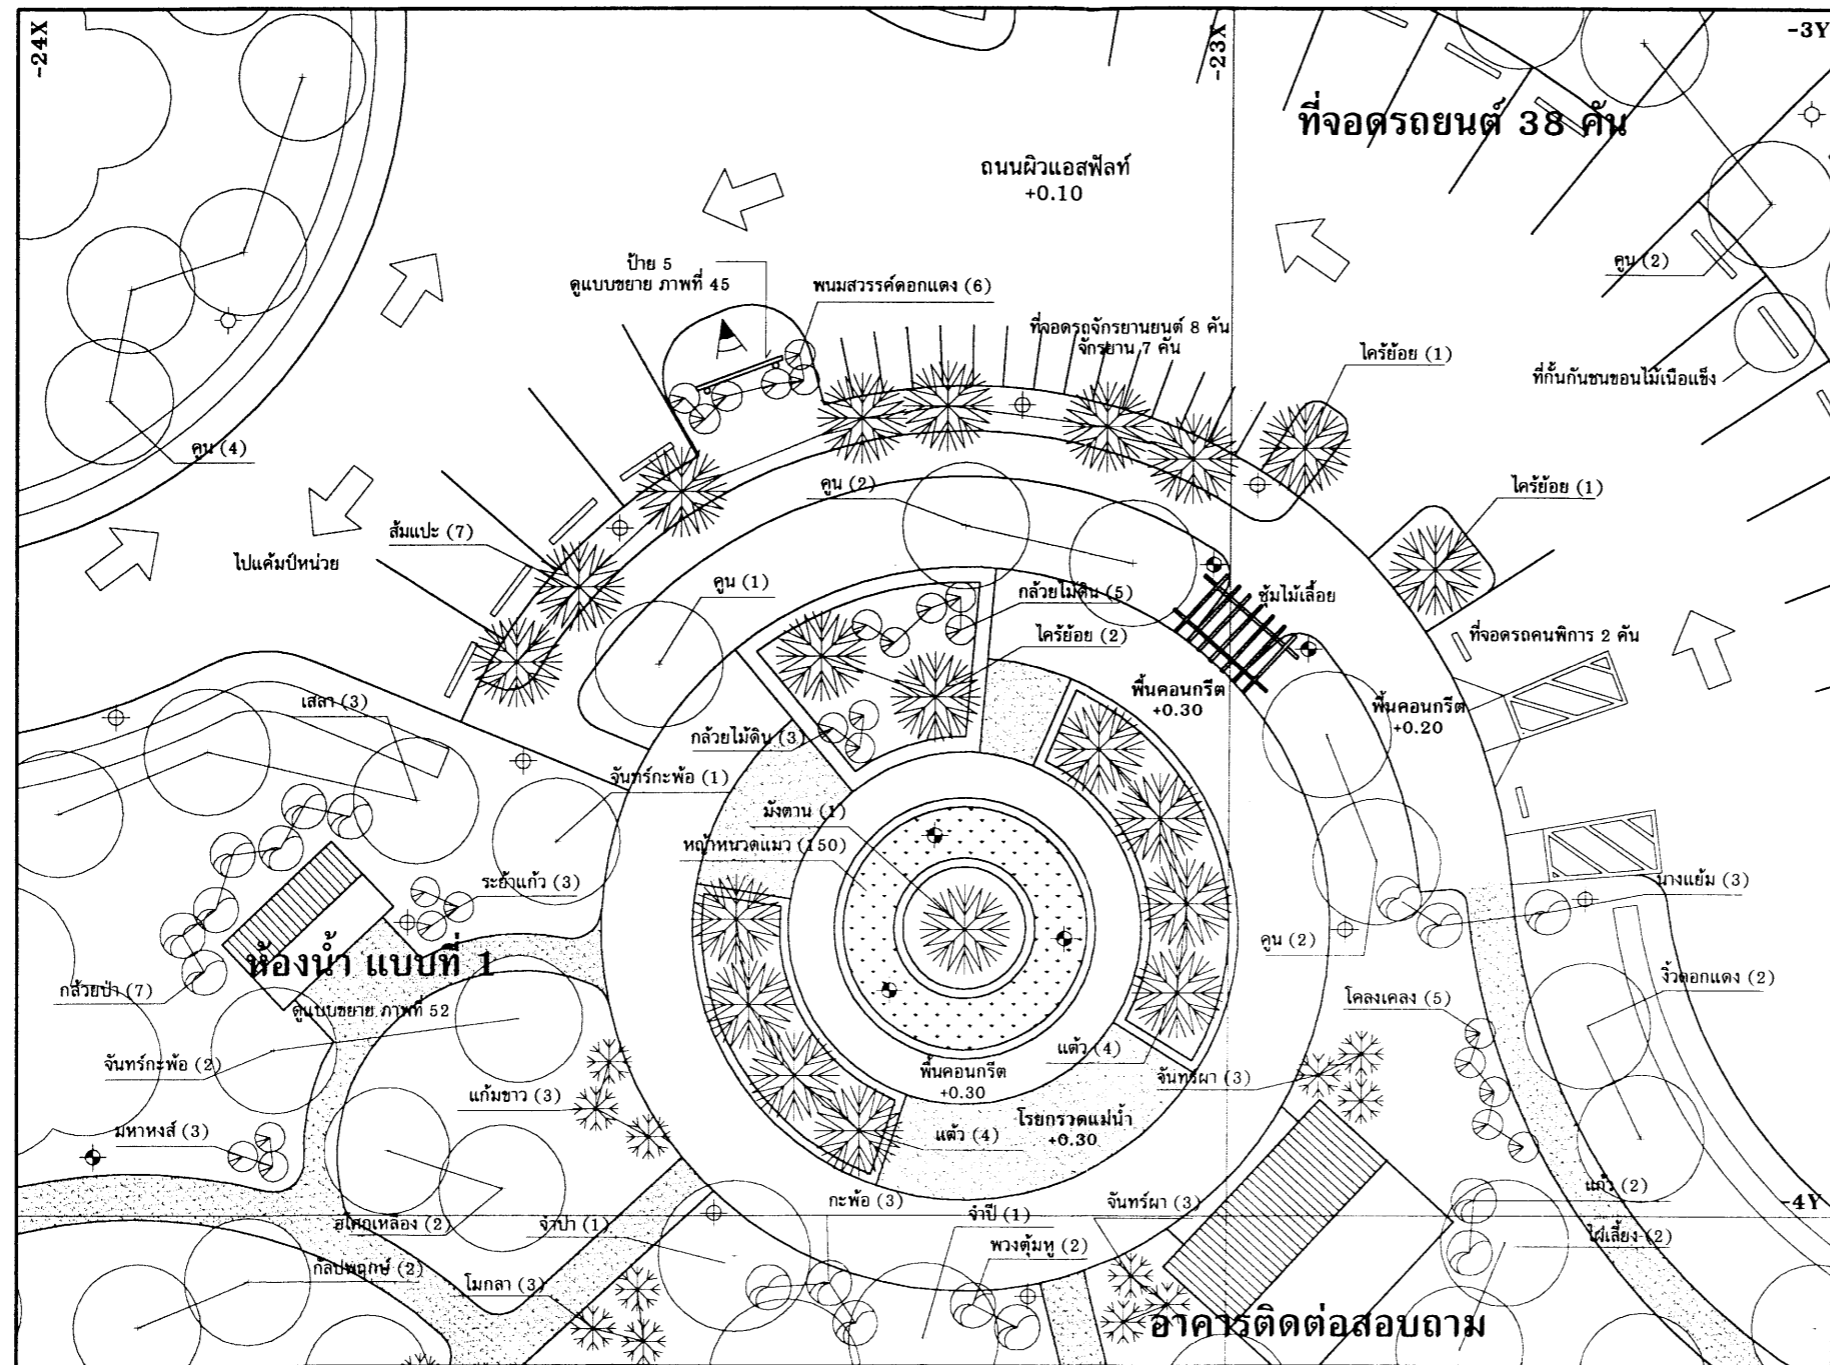 -24X
-23X
-3Y
ที่จอดรถยนต์ 38 คัน
ถนนผิวแอสฟัลท์
+0.10
ป้าย 5
ดูแบบขยาย ภาพที่ 45
พนมสวรรค์ดอกแดง (6)
คูน (2)
ที่จอดรถจักรยานยนต์ 8 คัน
จักรยาน 7 คัน
ไคร้ย้อย (1)
ที่กั้นกันชนขอนไม้เนื้อแข็ง
คูน (4)
คูน (2)
ไคร้ย้อย (1)
ส้มแปะ (7)
ไปแค้มป์หน่วย
คูน (1)
กล้วยไม้ดิน (5)
ซุ้มไม้เลื้อย
ไคร้ย้อย (2)
ที่จอดรถคนพิการ 2 คัน
เสลา (3)
พื้นคอนกรีต
+0.30
พื้นคอนกรีต
+0.20
กล้วยไม้ดิน (3)
จันทร์กะพ้อ (1)
มังตาน (1)
หญ้าหนวดแมว (150)
ระย้าแก้ว (3)
นางแย้ม (3)
คูน (2)
ห้องน้ำ แบบที่ 1
ดูแบบขยาย ภาพที่ 52
กล้วยป่า (7)
งิ้วดอกแดง (2)
โคลงเคลง (5)
จันทร์กะพ้อ (2)
แต้ว (4)
พื้นคอนกรีต
+0.30
จันทร์ผา (3)
แก้มขาว (3)
มหาหงส์ (3)
แต้ว (4)
โรยกรวดแม่น้ำ
+0.30
กะพ้อ (3)
จันทร์ผา (3)
แก้ว (2)
-4Y
อโศกเหลือง (2)
จำปา (1)
จำปี (1)
พวงตุ้มหู (2)
ไผ่เลี้ยง (2)
กัลปพฤกษ์ (2)
โมกลา (3)
อาคารติดต่อสอบถาม